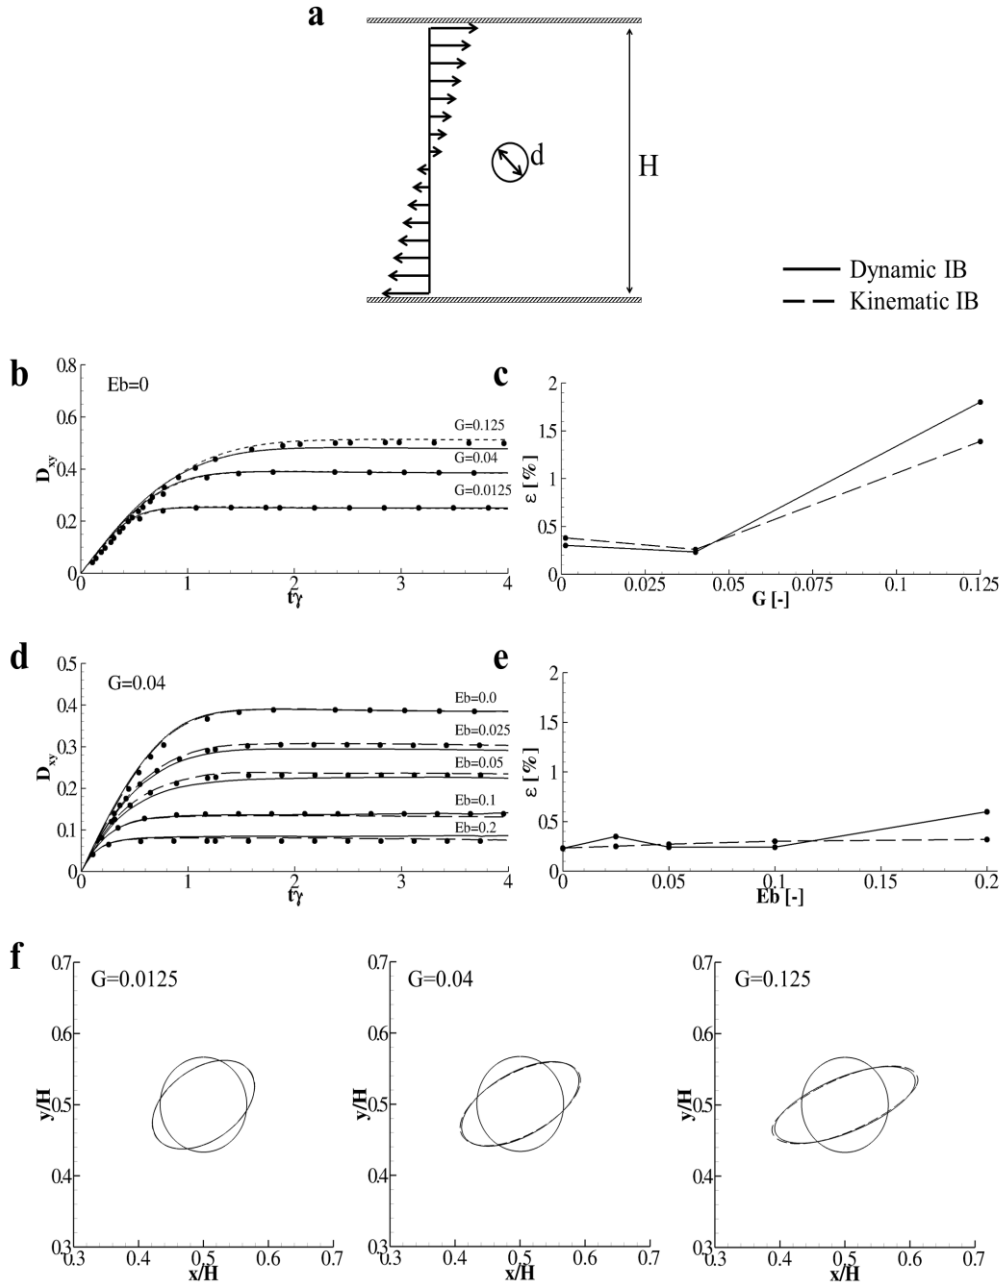 a
d
H
Dynamic IB
Kinematic IB
b
Eb=0
0.8
0.6
0.4
0.2
0
D_xy
G=0.125
G=0.04
G=0.0125
0 1 2 3 4
tγ
c
2
1.5
1
0.5
0
ε [%]
0.025 0.05 0.075 0.1 0.125
G [-]
d
G=0.04
0.5
0.4
0.3
0.2
0.1
0
D_xy
Eb=0.0
Eb=0.025
Eb=0.05
Eb=0.1
Eb=0.2
0 1 2 3 4
tγ
e
2
1.5
1
0.5
0
ε [%]
0 0.05 0.1 0.15 0.2
Eb [-]
f
G=0.0125
0.7
0.6
0.5
0.4
0.3
y/H
0.3 0.4 0.5 0.6 0.7
x/H
G=0.04
0.7
0.6
0.5
0.4
0.3
y/H
0.3 0.4 0.5 0.6 0.7
x/H
G=0.125
0.7
0.6
0.5
0.4
0.3
y/H
0.3 0.4 0.5 0.6 0.7
x/H